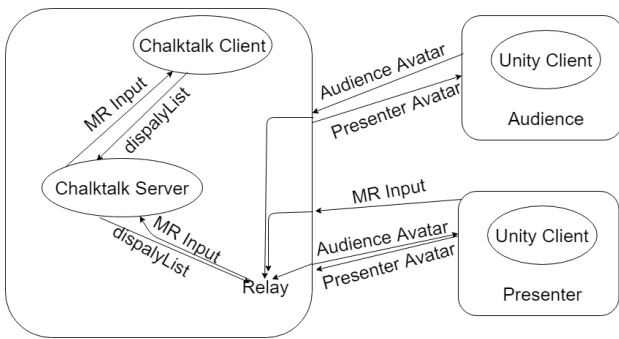 Chalktalk Client
MR Input
dispalyList
Chalktalk Server
MR Input
dispalyList
Relay
Audience Avatar
Presenter Avatar
Unity Client
Audience
MR Input
Audience Avatar
Presenter Avatar
Unity Client
Presenter